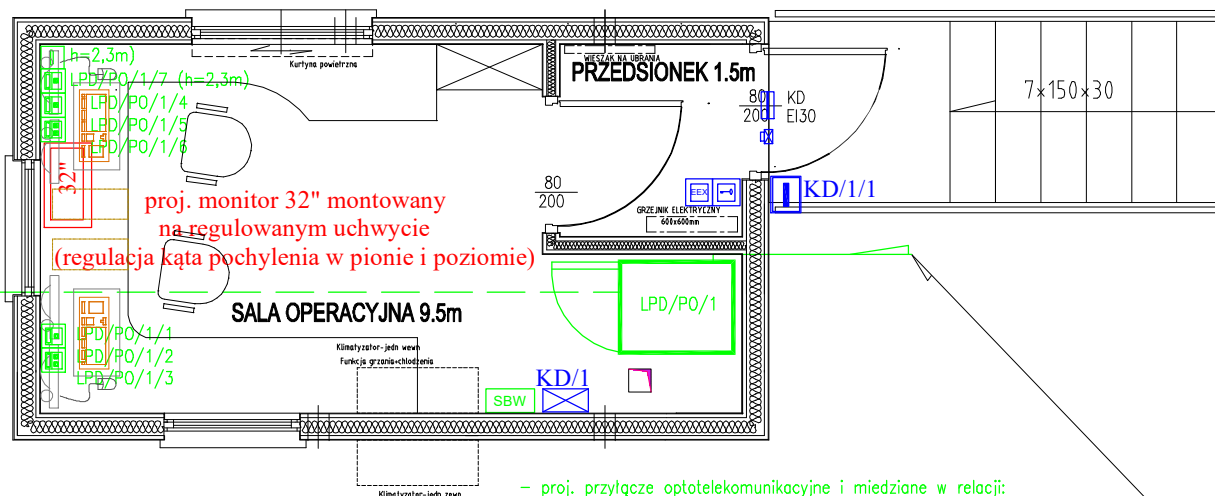 h=2,3m)
LPD/PO/1/7 (h=2,3m)
LPD/PO/1/4
LPD/PO/1/5
LPD/PO/1/6
32"
Kurtyna powietrzna
WIESZAK NA UBRANIA
PRZEDSIONEK 1.5m
80
200
KD
EI30
7×150×30
KD/1/1
EEX
80
200
GRZEJNIK ELEKTRYCZNY
600x600mm
proj. monitor 32" montowany
na regulowanym uchwycie
(regulacja kąta pochylenia w pionie i poziomie)
SALA OPERACYJNA 9.5m
LPD/PO/1
LPD/PO/1/1
LPD/PO/1/2
LPD/PO/1/3
Klimatyzator-jedn wewn
Funkcja grzania+chłodzenia
SBW
KD/1
Klimatyzator-jedn zewn
– proj. przyłącze optotelekomunikacyjne i miedziane w relacji: